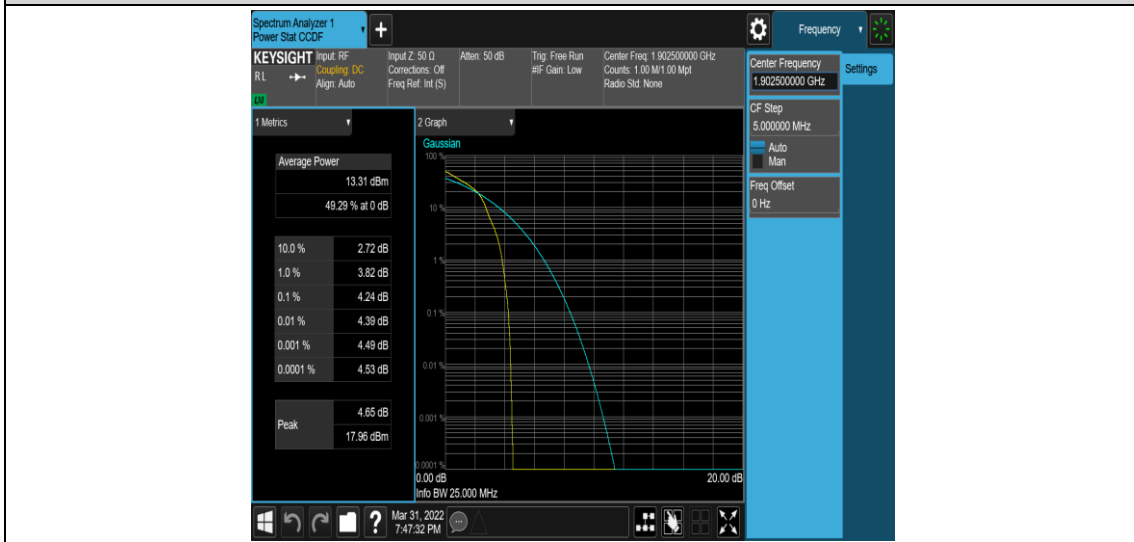 Spectrum Analyzer 1
Power Stat CCDF
+
Frequency
KEYSIGHT
RL
LXI
Input: RF
Coupling: DC
Align: Auto
Input Z: 50 Ω
Corrections: Off
Freq Ref: Int (S)
Atten: 50 dB
Trig: Free Run
#IF Gain: Low
Center Freq: 1.902500000 GHz
Counts: 1.00 M/1.00 Mpt
Radio Std: None
Center Frequency
1.902500000 GHz
Settings
CF Step
5.000000 MHz
Auto
Man
Freq Offset
0 Hz
1 Metrics
Average Power
13.31 dBm
49.29 % at 0 dB
10.0 % 2.72 dB
1.0 % 3.82 dB
0.1 % 4.24 dB
0.01 % 4.39 dB
0.001 % 4.49 dB
0.0001 % 4.53 dB
Peak
4.65 dB
17.96 dBm
2 Graph
Gaussian
100 %
10 %
1 %
0.1 %
0.01 %
0.001 %
0.0001 %
0.00 dB 20.00 dB
Info BW 25.000 MHz
?
Mar 31, 2022
7:47:32 PM